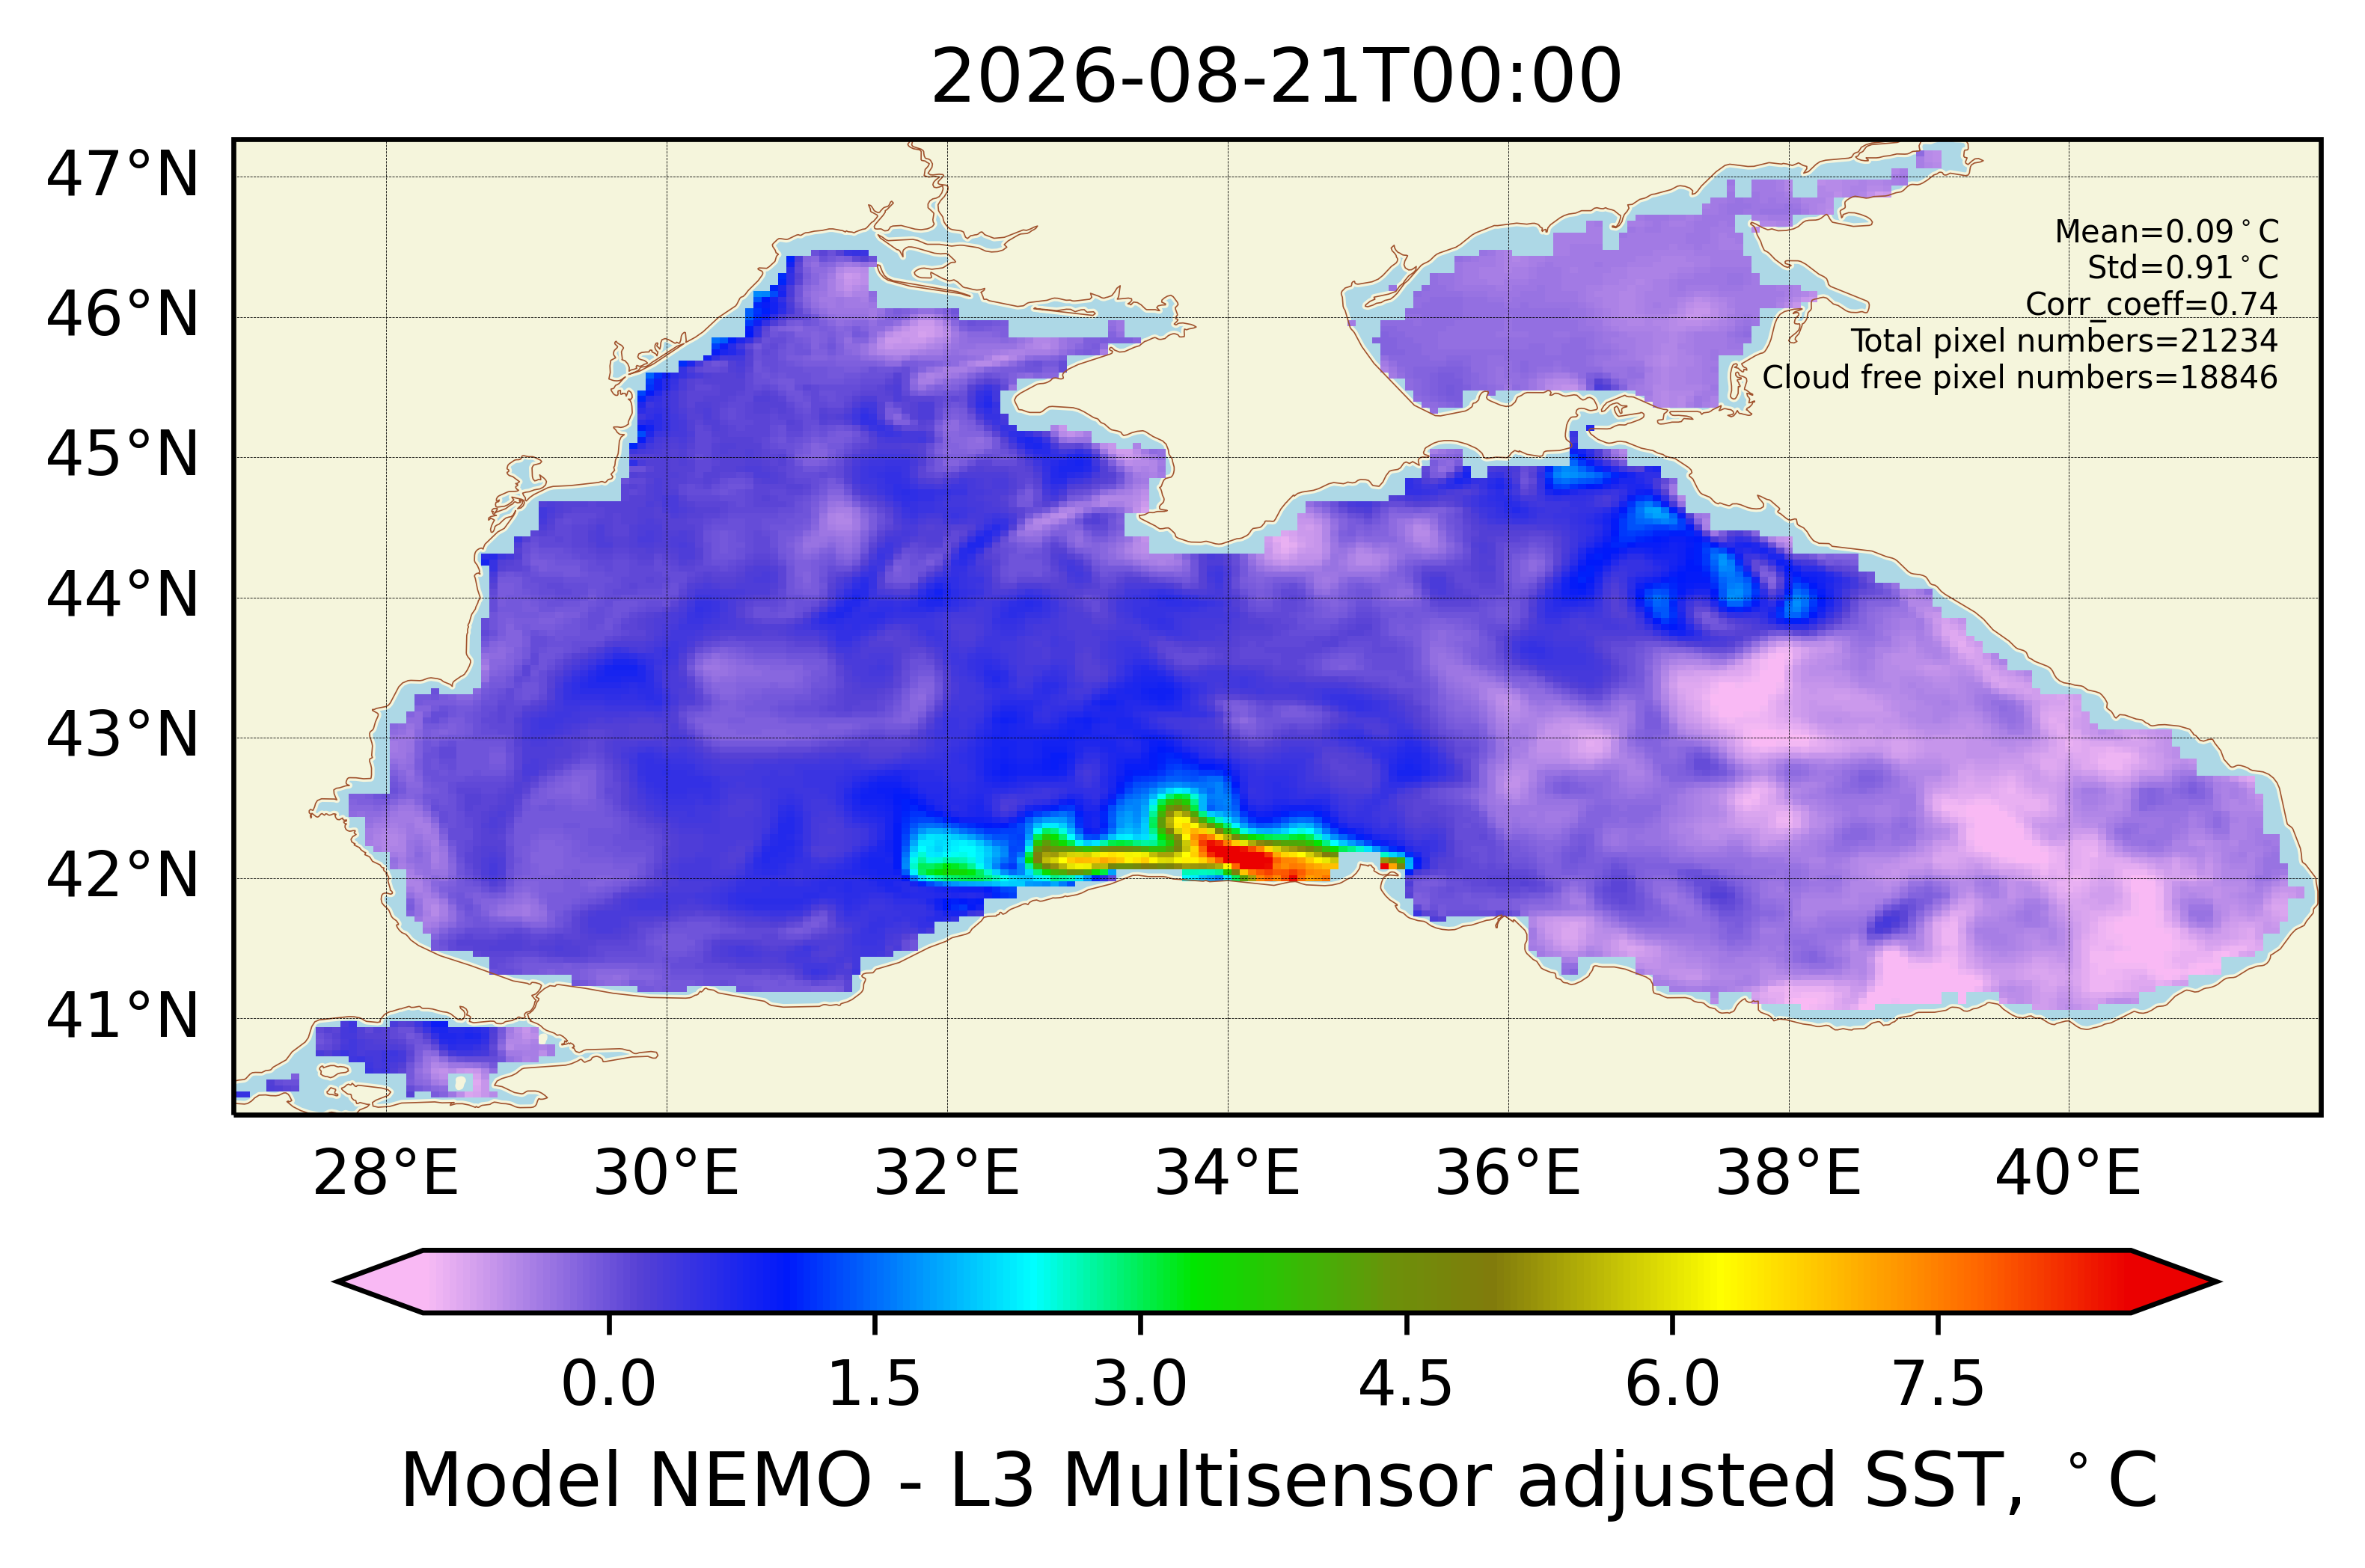 2026-08-21T00:00
47°N
46°N
45°N
44°N
43°N
42°N
41°N
Mean=0.09°C
Std=0.91°C
Corr_coeff=0.74
Total pixel numbers=21234
Cloud free pixel numbers=18846
28°E 30°E 32°E 34°E 36°E 38°E 40°E
0.0 1.5 3.0 4.5 6.0 7.5
Model NEMO - L3 Multisensor adjusted SST, °C